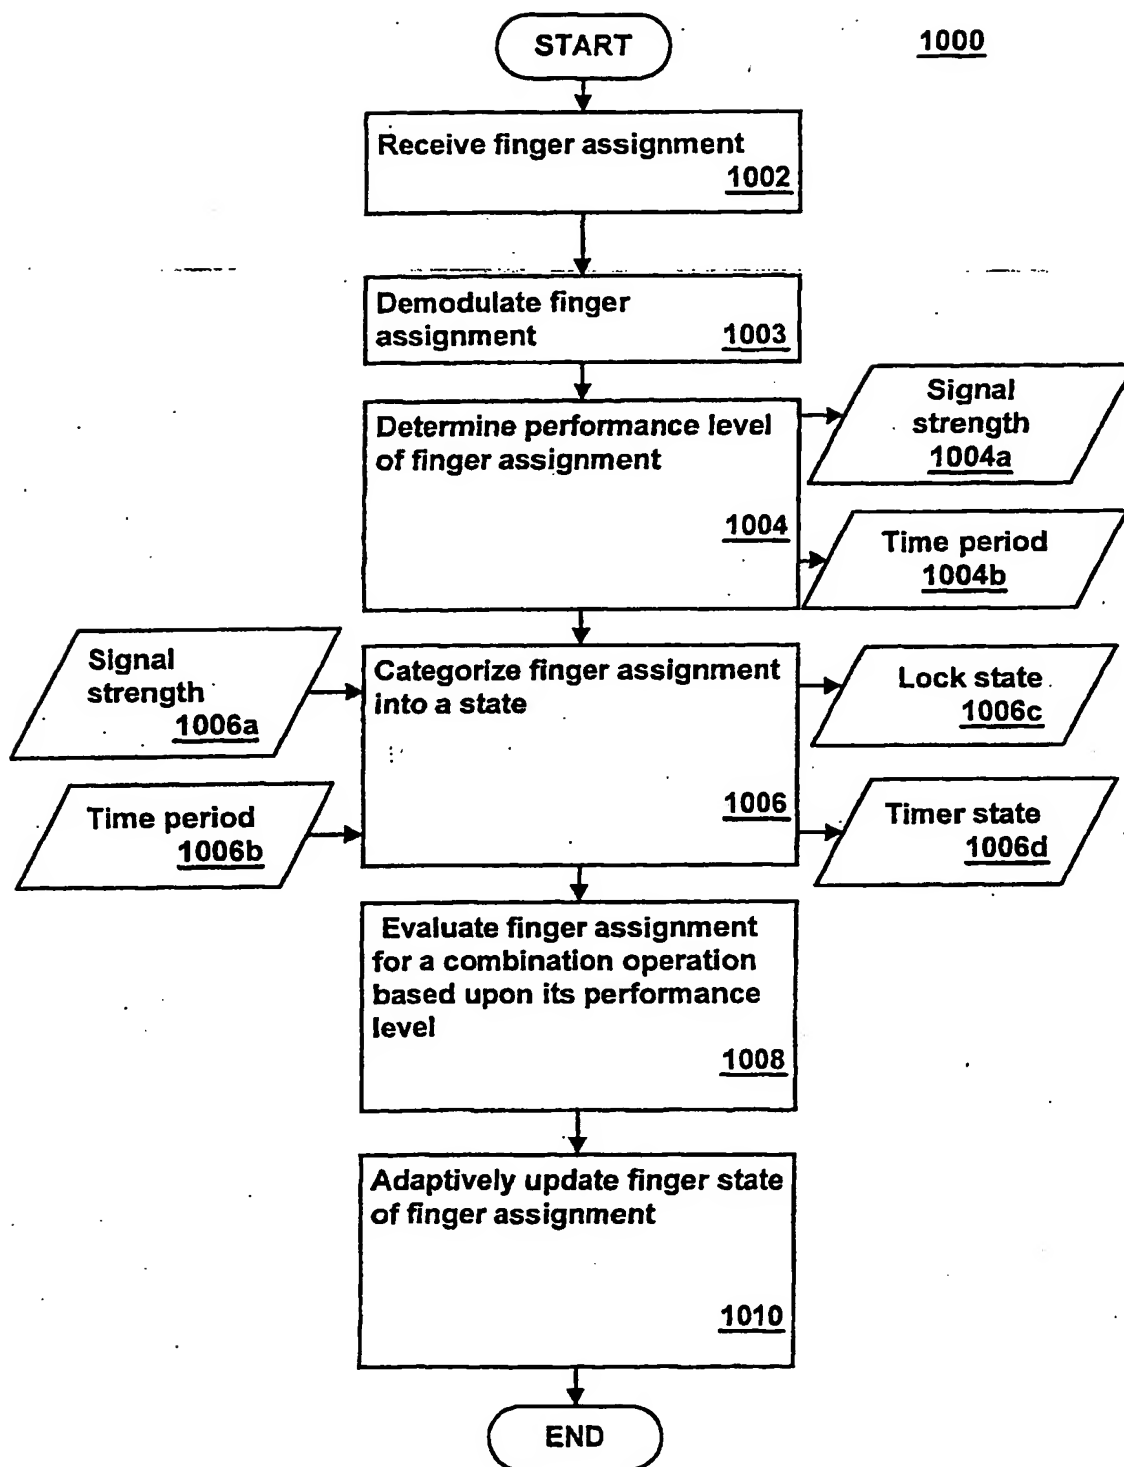 START
1000
Receive finger assignment
1002
Demodulate finger
assignment
1003
Determine performance level
of finger assignment
1004
Signal
strength
1004a
Time period
1004b
Signal
strength
1006a
Time period
1006b
Categorize finger assignment
into a state
1006
Lock state
1006c
Timer state
1006d
Evaluate finger assignment
for a combination operation
based upon its performance
level
1008
Adaptively update finger state
of finger assignment
1010
END